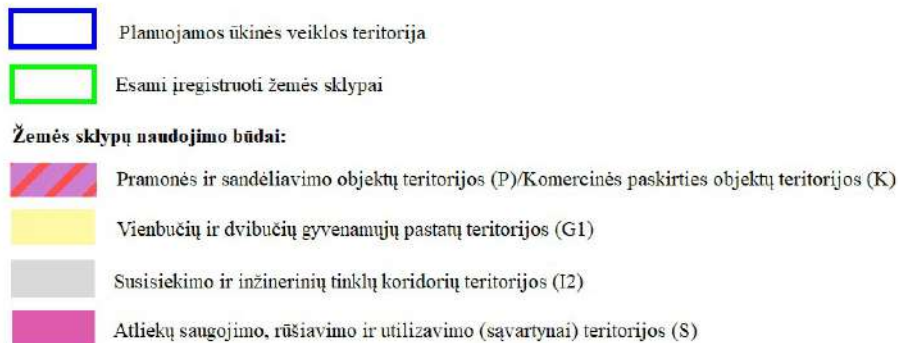 Planuojamos ūkinės veiklos teritorija
Esami įregistruoti žemės sklypai
Žemės sklypų naudojimo būdai:
Pramonės ir sandėliavimo objektų teritorijos (P)/Komercinės paskirties objektų teritorijos (K)
Vienbučių ir dvibučių gyvenamųjų pastatų teritorijos (G1)
Susisiekimo ir inžinerinių tinklų koridorių teritorijos (I2)
Atliekų saugojimo, rūšiavimo ir utilizavimo (sąvartynai) teritorijos (S)